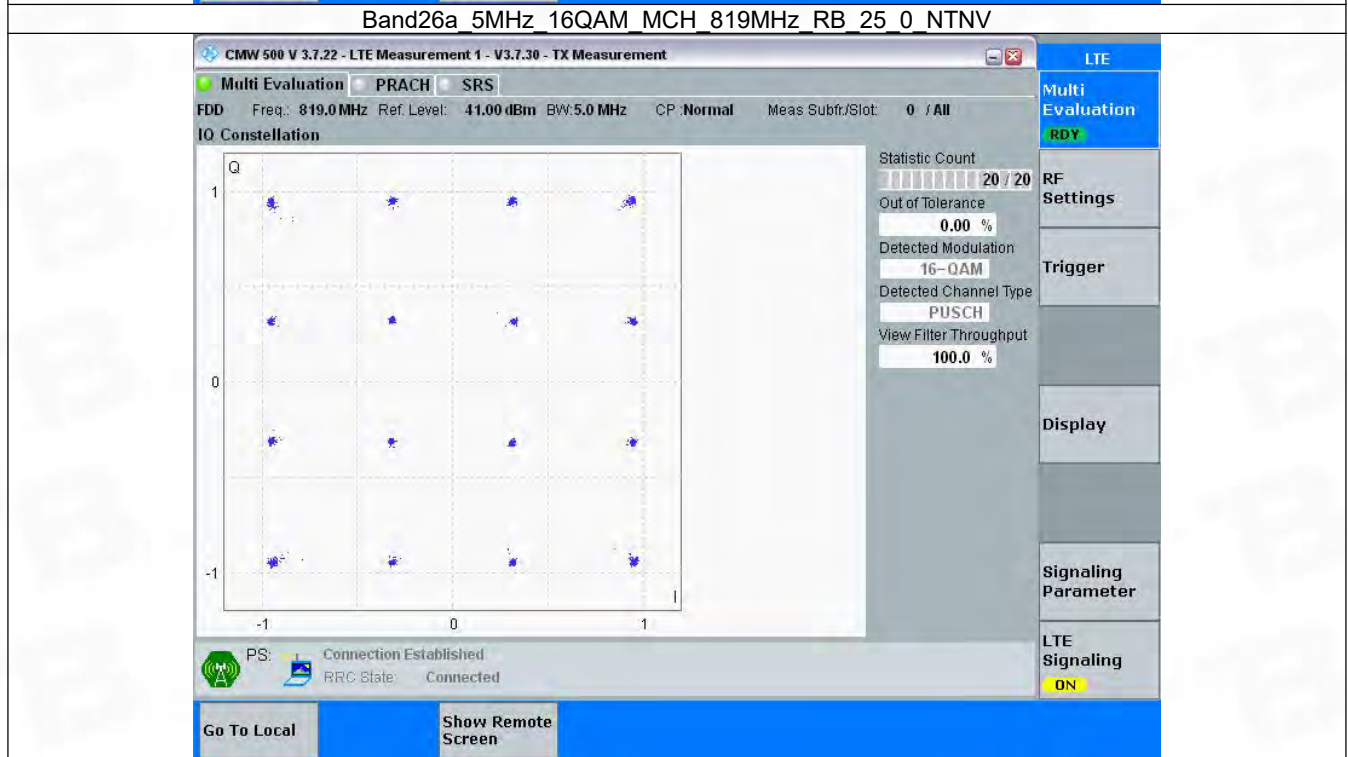 Band26a_5MHz_16QAM_MCH_819MHz_RB_25_0_NTNV
CMW 500 V 3.7.22 - LTE Measurement 1 - V3.7.30 - TX Measurement
LTE
Multi Evaluation PRACH SRS
Multi
Evaluation
RDY
FDD Freq.: 819.0 MHz Ref. Level: 41.00 dBm BW: 5.0 MHz CP :Normal Meas Subfr./Slot: 0 / All
IQ Constellation
Q
1
0
-1
-1 0 1
I
Statistic Count
20 / 20
Out of Tolerance
0.00 %
Detected Modulation
16-QAM
Detected Channel Type
PUSCH
View Filter Throughput
100.0 %
RF
Settings
Trigger
Display
Signaling
Parameter
LTE
Signaling
ON
PS: Connection Established
RRC State: Connected
Go To Local
Show Remote
Screen